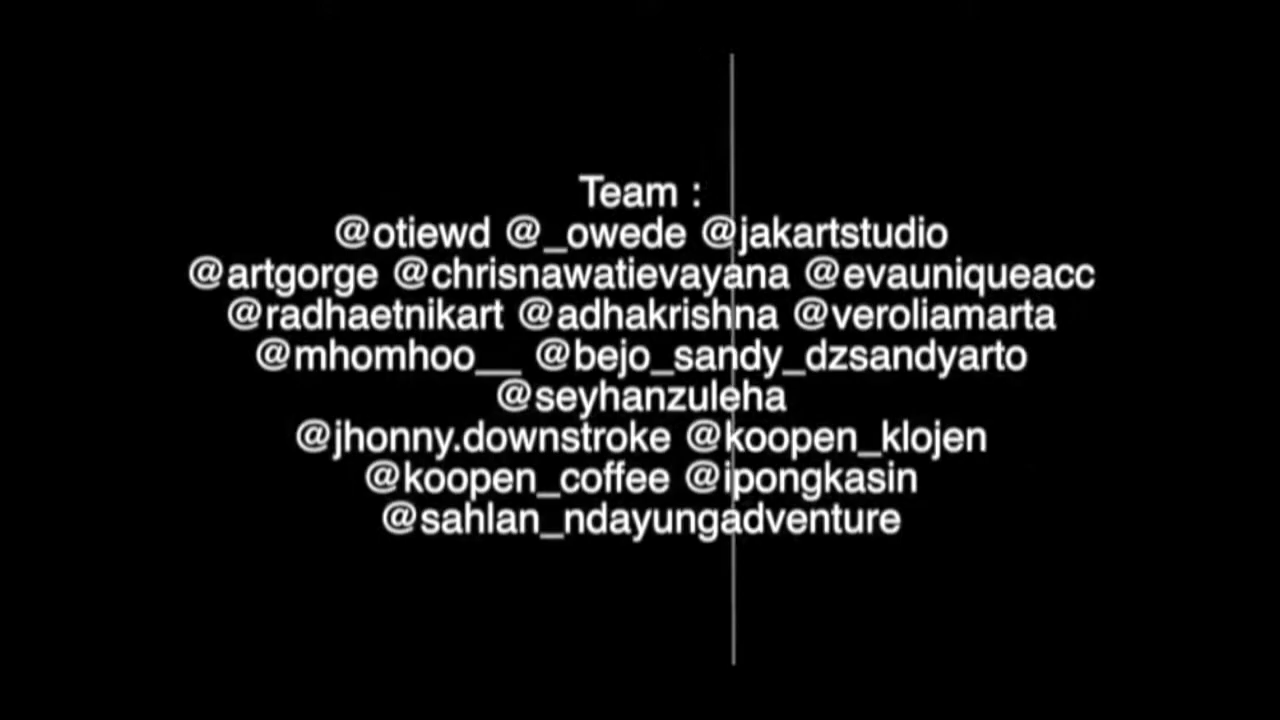 Team :
@otiewd @_owede @jakartstudio
@artgorge @chrisnawatievayana @evauniqueacc
@radhaetnikart @adhakrishna @veroliamarta
@mhomhoo__ @bejo_sandy_dzsandyarto
@seyhanzuleha
@jhonny.downstroke @koopen_klojen
@koopen_coffee @ipongkasin
@sahlan_ndayungadventure